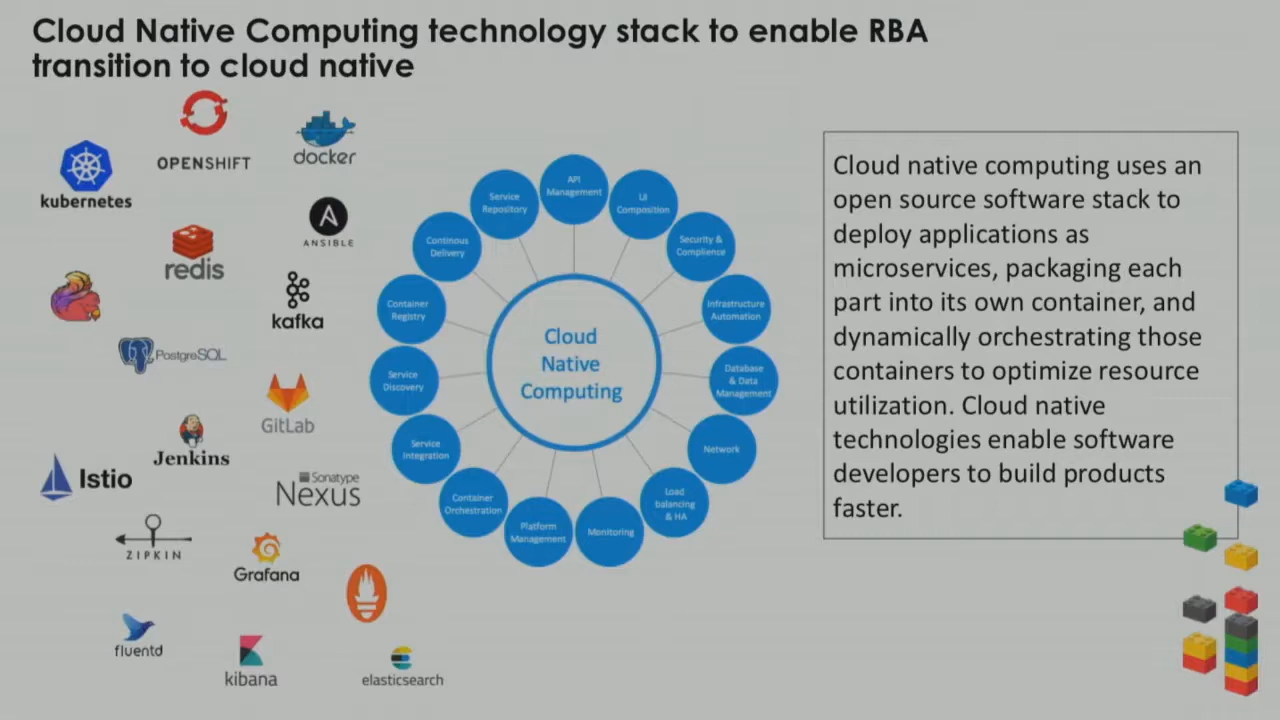 Cloud Native Computing technology stack to enable RBA
transition to cloud native
OPENSHIFT
docker
kubernetes
ANSIBLE
redis
kafka
PostgreSQL
GitLab
Jenkins
Istio
Sonatype
Nexus
ZIPKIN
Grafana
fluentd
kibana
elasticsearch
API
Management
UI
Composition
Security &
Complience
Infrastructure
Automation
Database
& Data
Management
Network
Load
balancing
& HA
Monitoring
Platform
Management
Container
Orchestration
Service
Integration
Service
Discovery
Container
Registry
Continous
Delivery
Service
Repository
Cloud
Native
Computing
Cloud native computing uses an
open source software stack to
deploy applications as
microservices, packaging each
part into its own container, and
dynamically orchestrating those
containers to optimize resource
utilization. Cloud native
technologies enable software
developers to build products
faster.